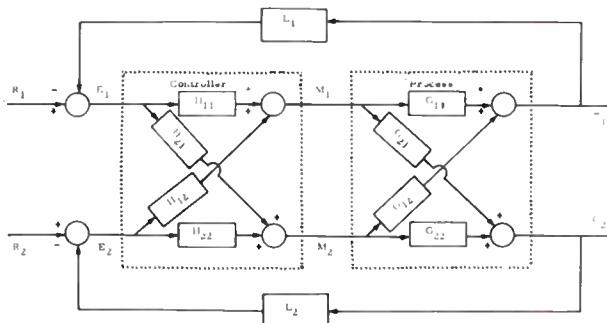 L₁
Controller
Process
R₁
E₁
H₁₁
M₁
G₁₁
H₂₁
G₂₁
H₁₂
G₁₂
R₂
E₂
H₂₂
M₂
G₂₂
C₂
L₂